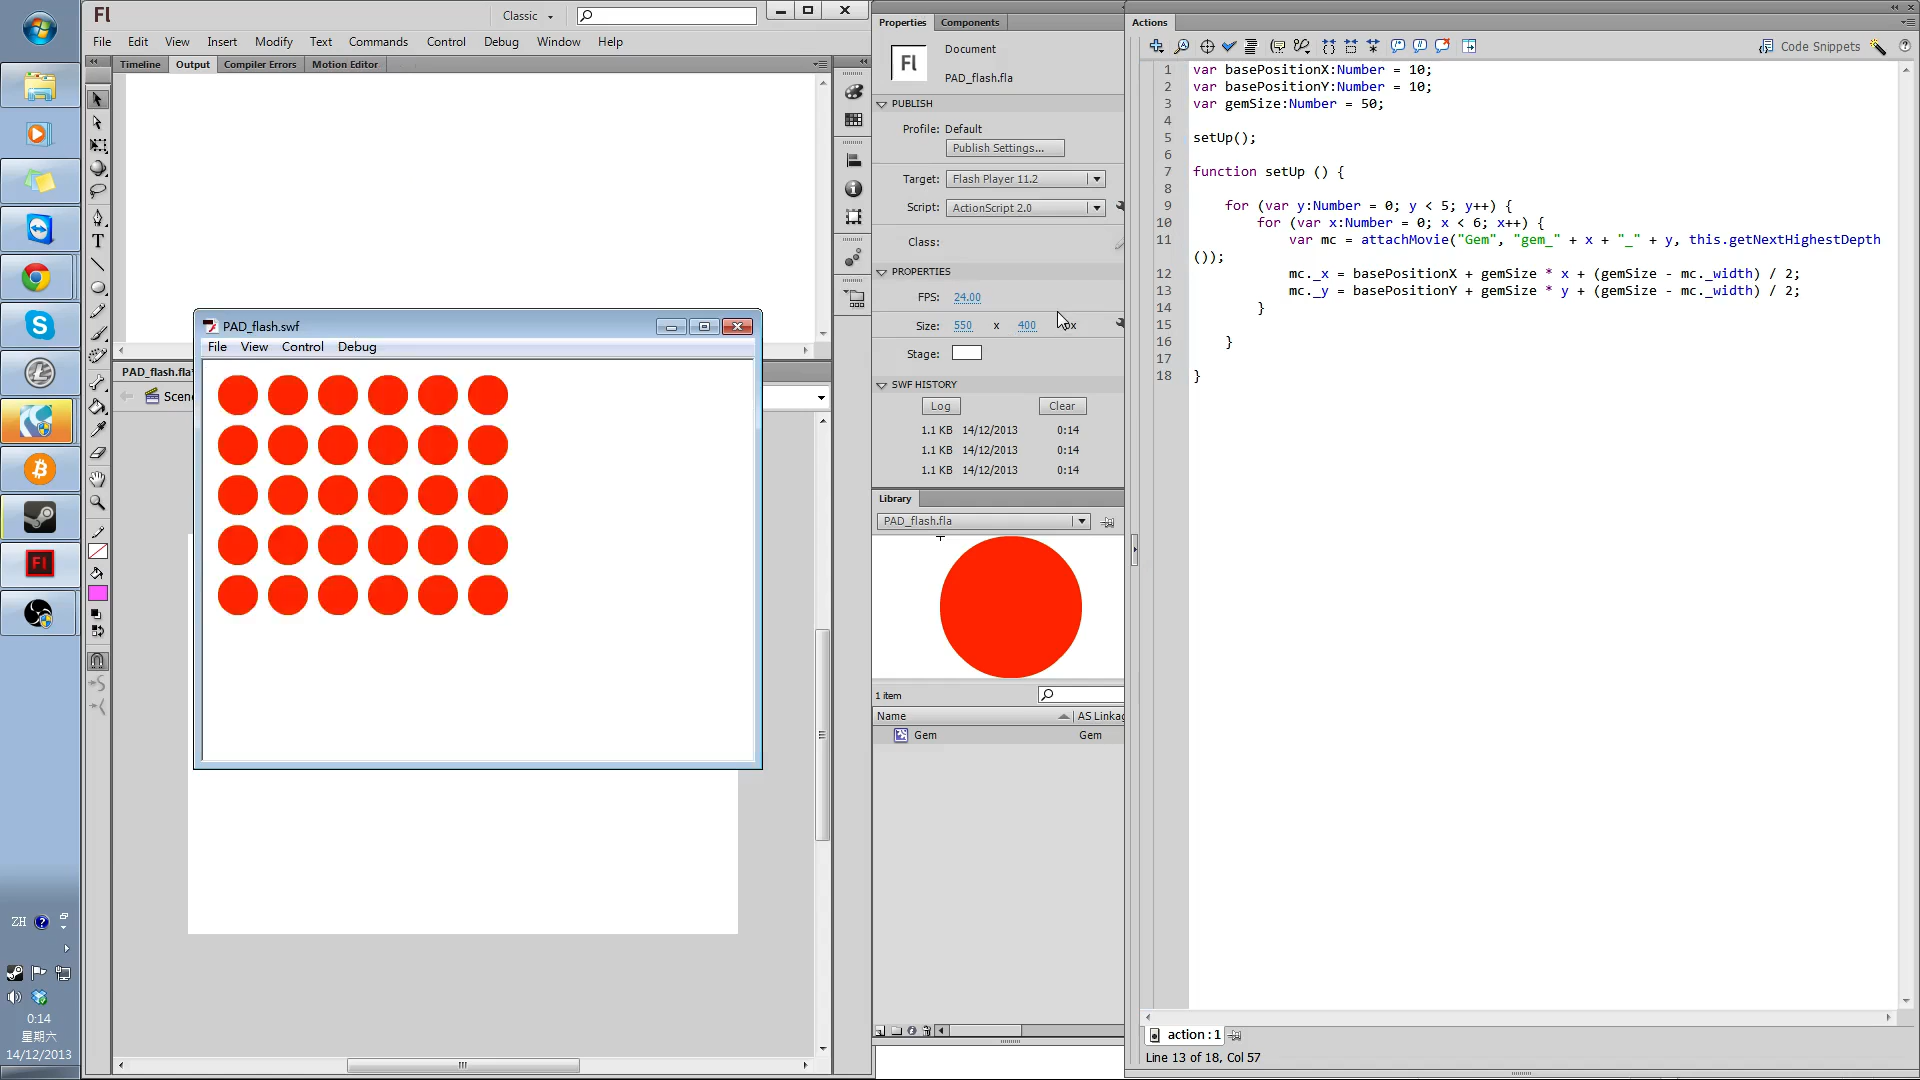 Fl
Classic
File Edit View Insert Modify Text Commands Control Debug Window Help
Timeline Output Compiler Errors Motion Editor
PAD_flash.swf
File View Control Debug
PAD_flash.fla*
Scen
Properties Components
Fl
Document
PAD_flash.fla
PUBLISH
Profile: Default
Publish Settings...
Target: Flash Player 11.2
Script: ActionScript 2.0
Class:
PROPERTIES
FPS: 24.00
Size: 550 x 400 px
Stage:
SWF HISTORY
Log Clear
1.1 KB 14/12/2013 0:14
1.1 KB 14/12/2013 0:14
1.1 KB 14/12/2013 0:14
Library
PAD_flash.fla
1 item
Name AS Linkag
Gem Gem
Actions
Code Snippets
1 var basePositionX:Number = 10;
2 var basePositionY:Number = 10;
3 var gemSize:Number = 50;
4
5 setUp();
6
7 function setUp () {
8
9 for (var y:Number = 0; y < 5; y++) {
10 for (var x:Number = 0; x < 6; x++) {
11 var mc = attachMovie("Gem", "gem_" + x + "_" + y, this.getNextHighestDepth
());
12 mc._x = basePositionX + gemSize * x + (gemSize - mc._width) / 2;
13 mc._y = basePositionY + gemSize * y + (gemSize - mc._width) / 2;
14 }
15
16 }
17
18 }
action : 1
Line 13 of 18, Col 57
ZH
0:14
星期六
14/12/2013
Fl